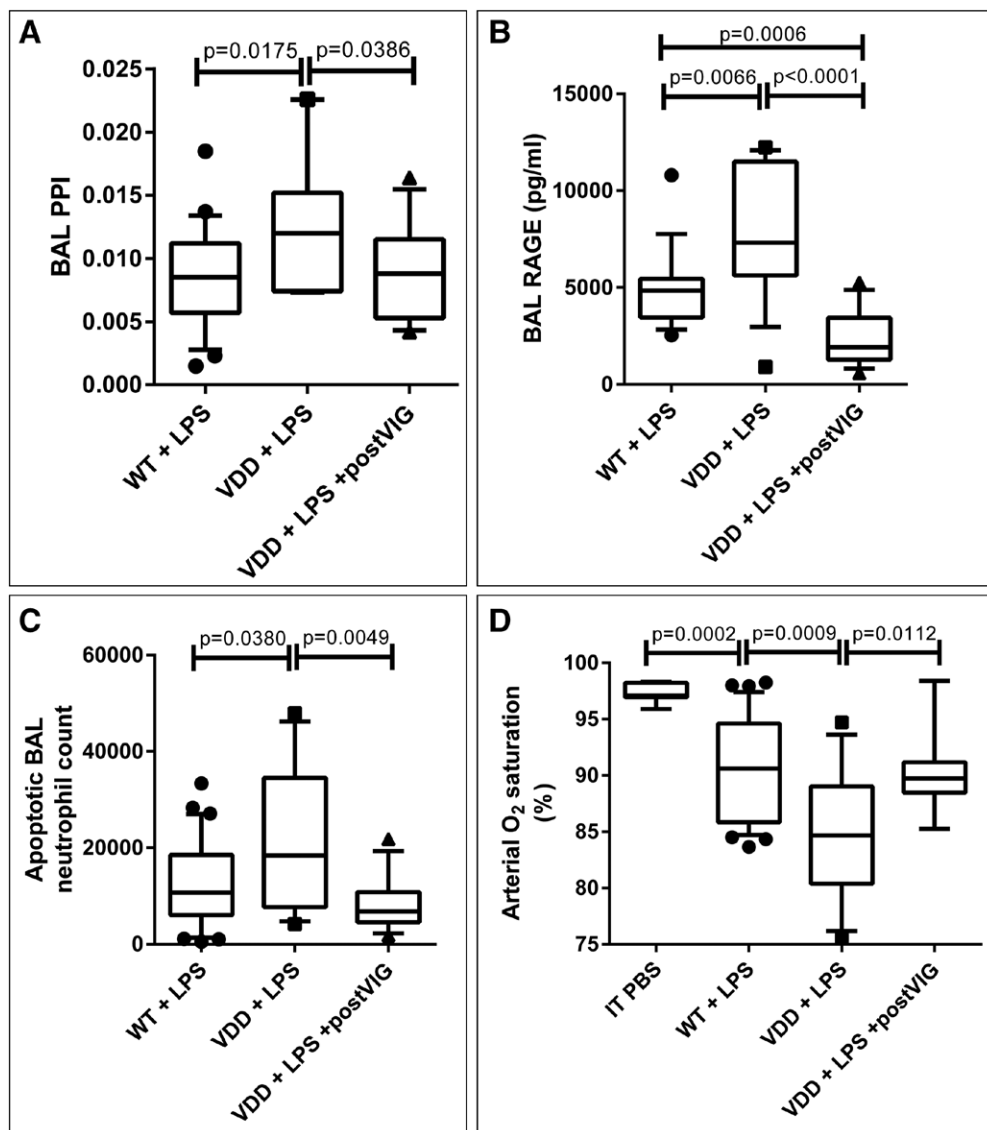 A
p=0.0175
p=0.0386
0.025
0.020
0.015
0.010
0.005
0.000
BAL PPI
WT + LPS
VDD + LPS
VDD + LPS +postVIG
B
p=0.0006
p=0.0066
p<0.0001
15000
10000
5000
0
BAL RAGE (pg/ml)
WT + LPS
VDD + LPS
VDD + LPS +postVIG
C
p=0.0380
p=0.0049
60000
40000
20000
0
Apoptotic BAL
neutrophil count
WT + LPS
VDD + LPS
VDD + LPS +postVIG
D
p=0.0002
p=0.0009
p=0.0112
100
95
90
85
80
75
Arterial O₂ saturation
(%)
IT PBS
WT + LPS
VDD + LPS
VDD + LPS +postVIG